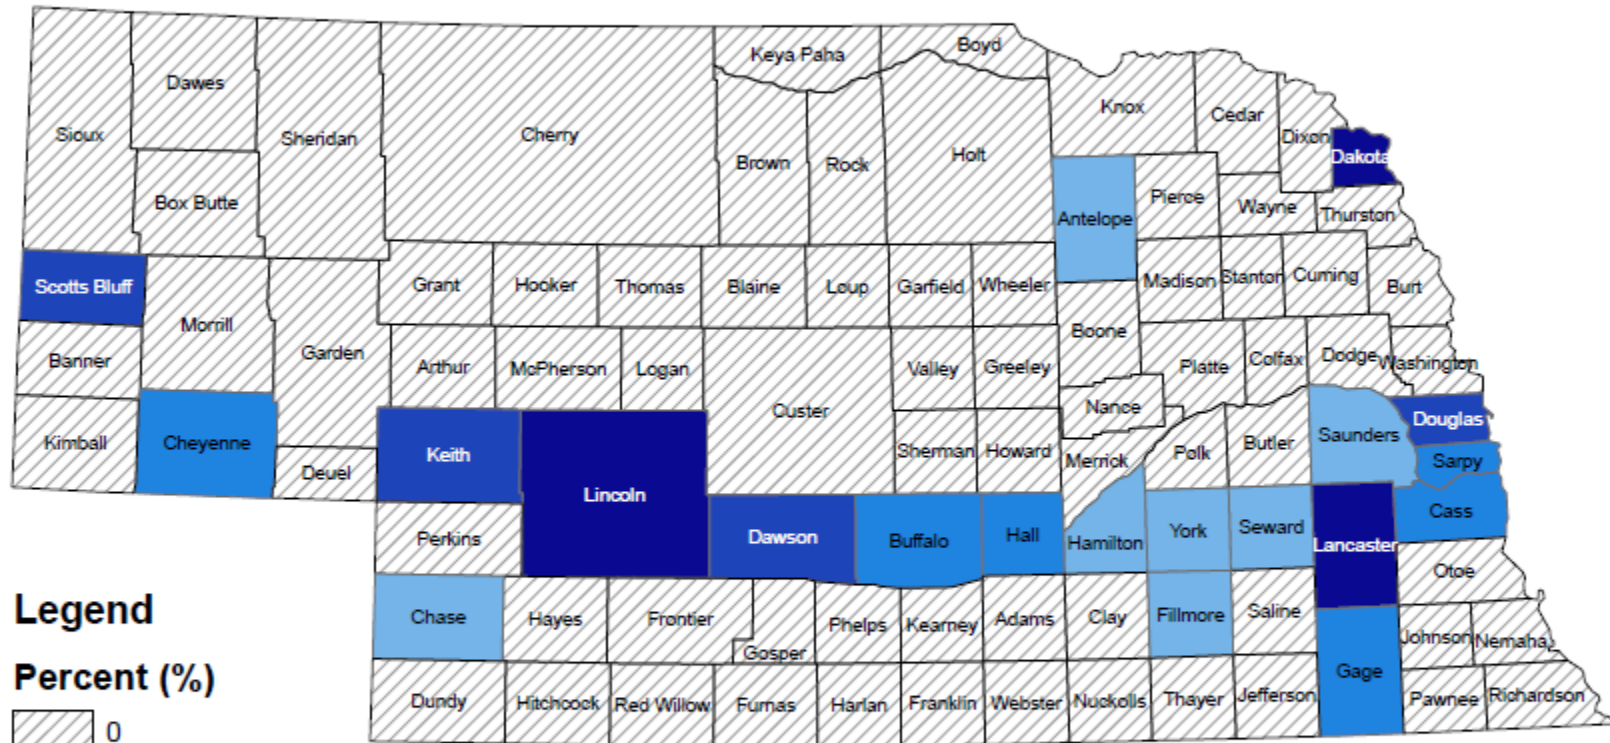 Keya Paha
Boyd
Dawes
Knox
Cedar
Sioux
Sheridan
Cherry
Dixon
Brown
Rock
Holt
Dakota
Box Butte
Pierce
Wayne
Antelope
Thurston
Scotts Bluff
Grant
Hooker
Thomas
Blaine
Loup
Garfield
Wheeler
Madison
Stanton
Cuming
Burt
Morrill
Boone
Banner
Garden
Arthur
McPherson
Logan
Valley
Greeley
Platte
Colfax
Dodge
Washington
Custer
Nance
Kimball
Cheyenne
Keith
Sherman
Howard
Merrick
Polk
Butler
Saunders
Douglas
Deuel
Sarpy
Lincoln
Cass
Perkins
Dawson
Buffalo
Hall
Hamilton
York
Seward
Lancaster
Otoe
Legend
Chase
Hayes
Frontier
Phelps
Kearney
Adams
Clay
Fillmore
Saline
Johnson
Nemaha
Gosper
Percent (%)
Gage
Dundy
Hitchcock
Red Willow
Furnas
Harlan
Franklin
Webster
Nuckolls
Thayer
Jefferson
Pawnee
Richardson
0